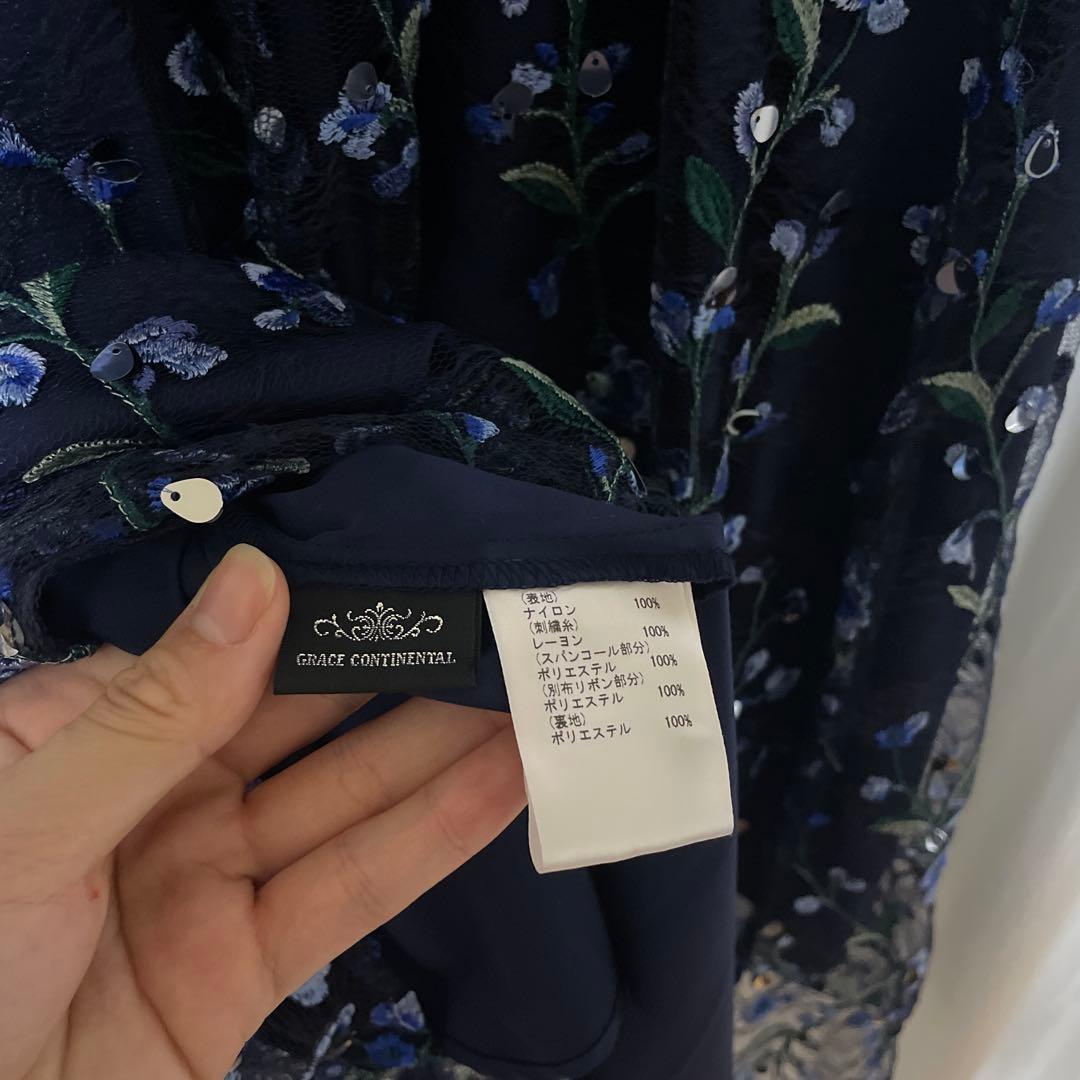 GRACE CONTINENTAL
(表地)
ナイロン 100%
(刺繍糸)
レーヨン 100%
(スパンコール部分)
ポリエステル 100%
(別布リボン部分)
ポリエステル 100%
(裏地)
ポリエステル 100%